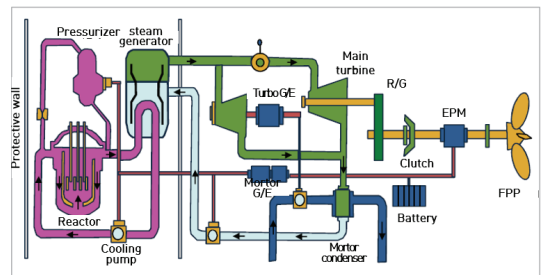 Pressurizer
steam
generator
Main
turbine
Turbo G/E
R/G
EPM
Protective wall
Clutch
Mortor
G/E
Reactor
Battery
FPP
Cooling
pump
Mortor
condenser